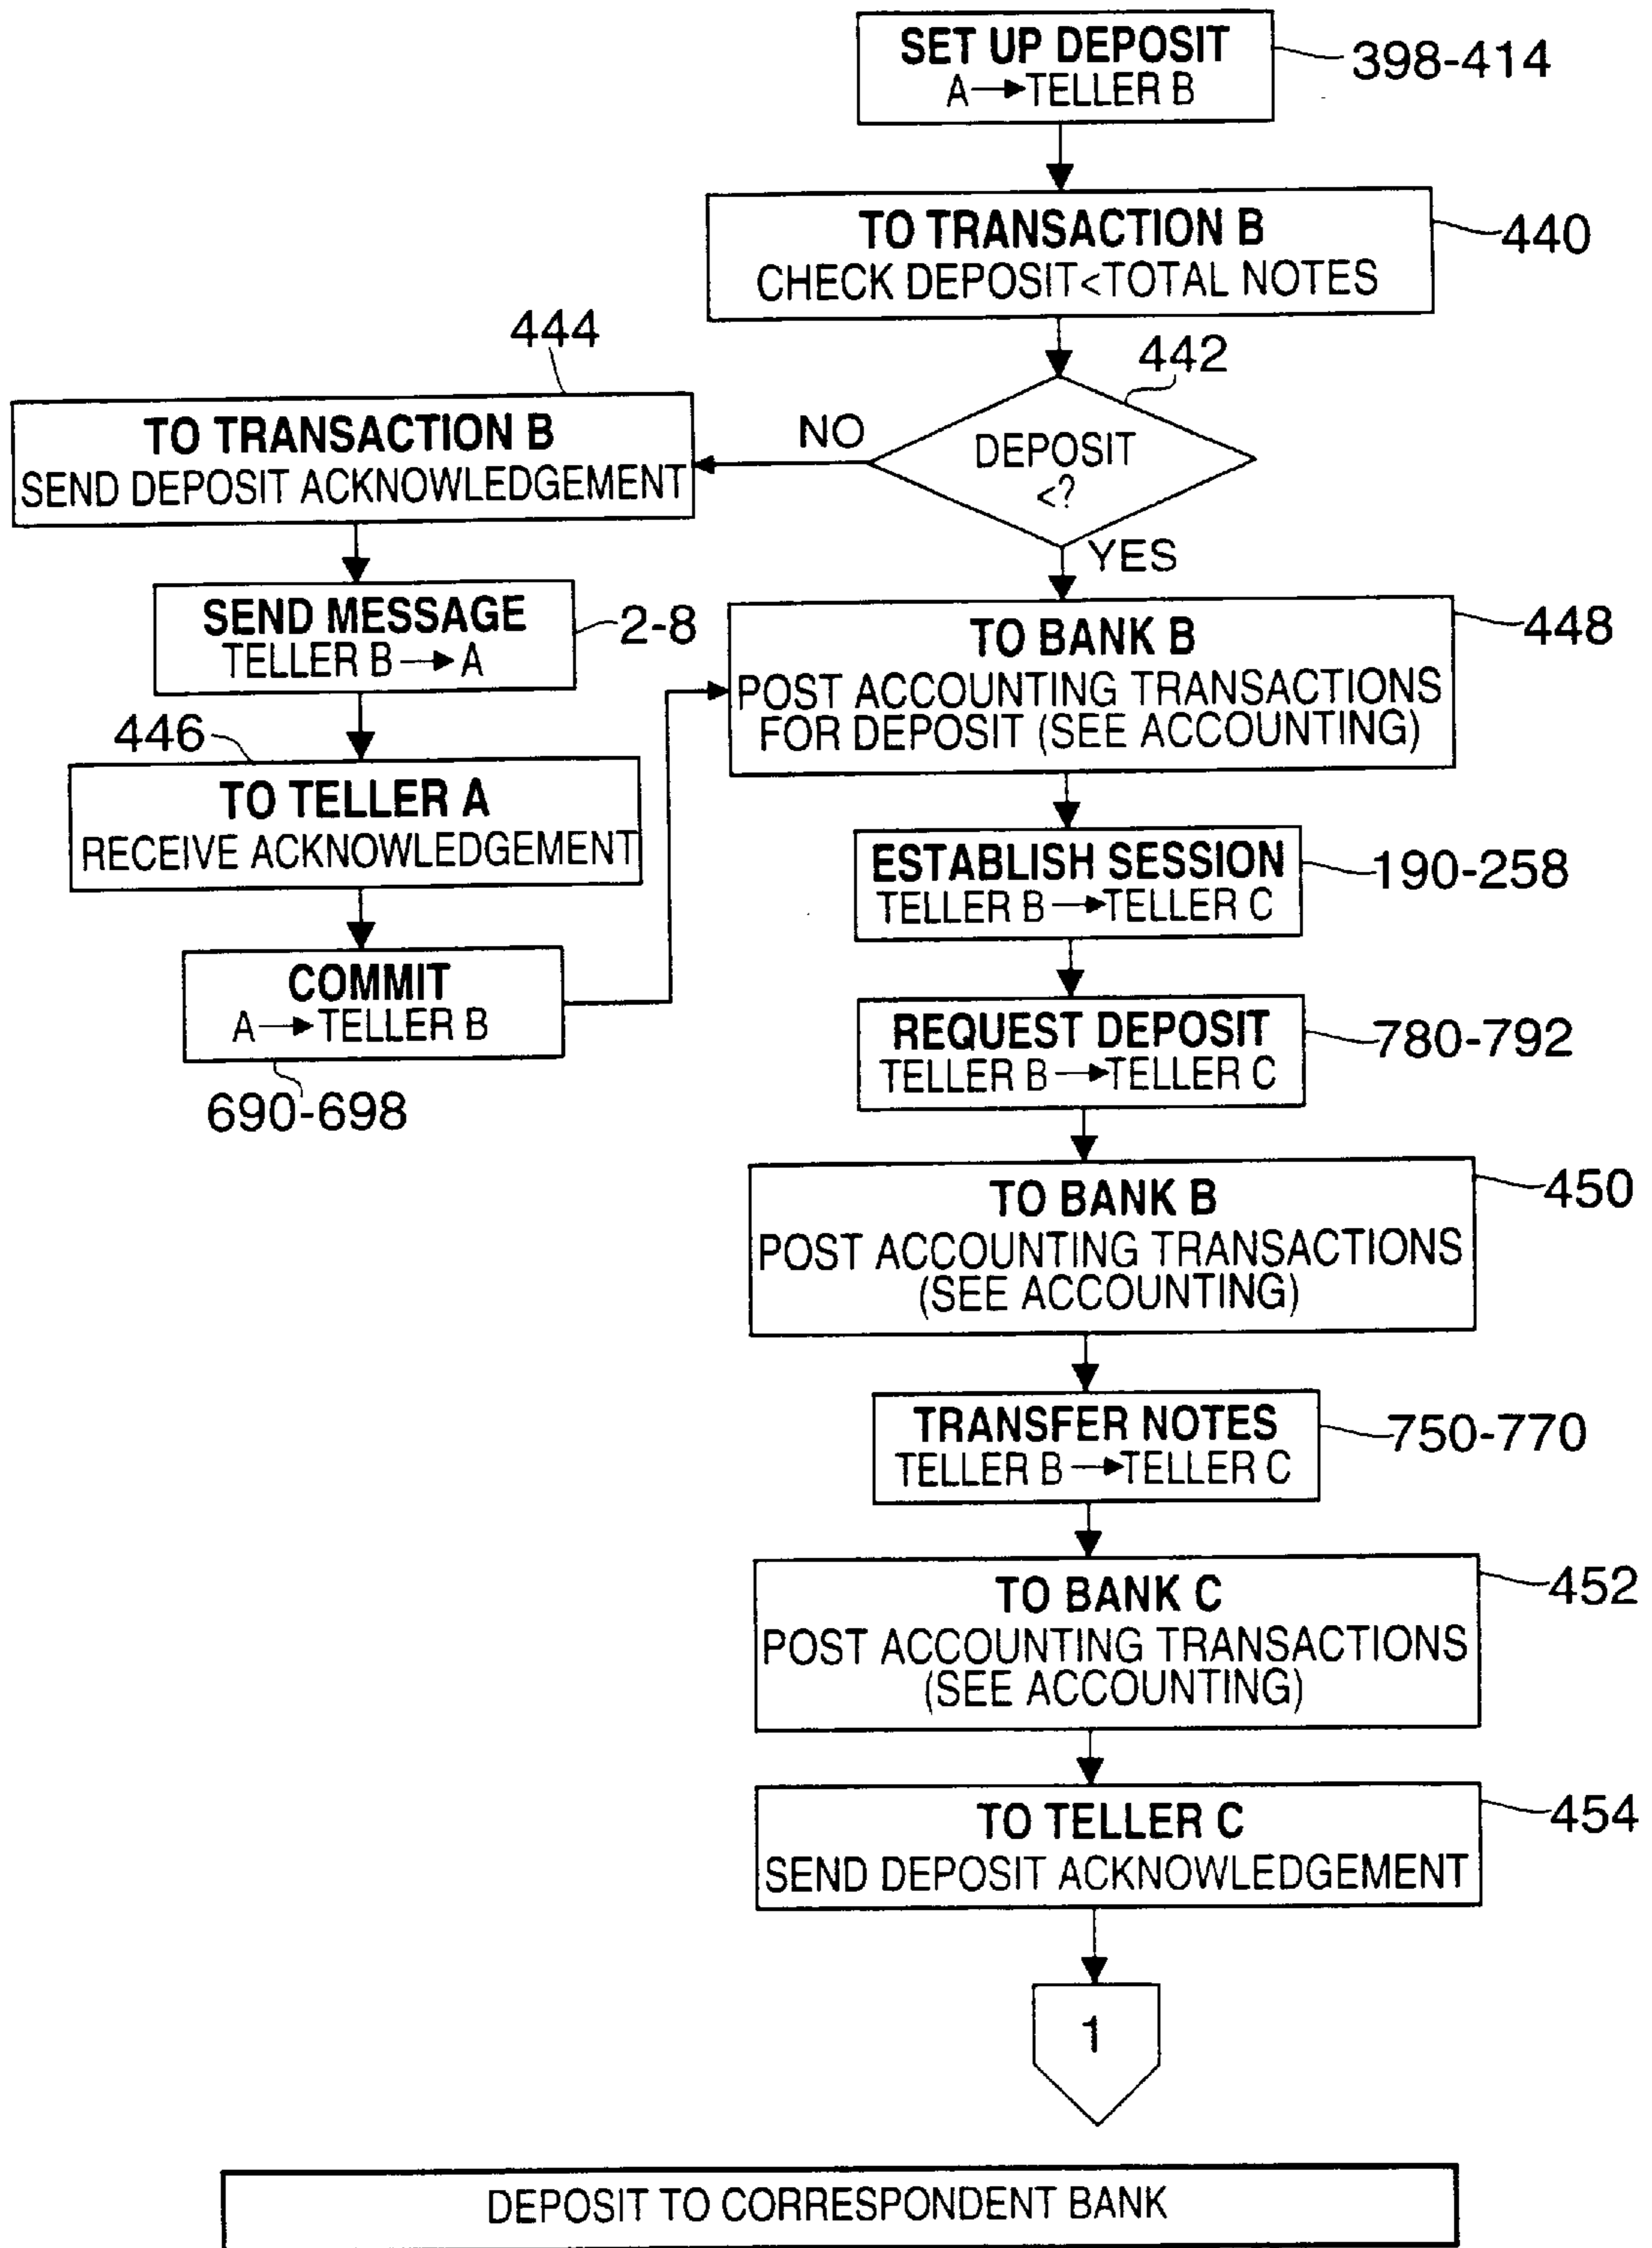 SET UP DEPOSIT
A→TELLER B
398-414
TO TRANSACTION B
CHECK DEPOSIT<TOTAL NOTES
440
442
DEPOSIT
<?
NO
YES
444
TO TRANSACTION B
SEND DEPOSIT ACKNOWLEDGEMENT
SEND MESSAGE
TELLER B→A
2-8
446
TO TELLER A
RECEIVE ACKNOWLEDGEMENT
COMMIT
A→TELLER B
690-698
TO BANK B
POST ACCOUNTING TRANSACTIONS
FOR DEPOSIT (SEE ACCOUNTING)
448
ESTABLISH SESSION
TELLER B→TELLER C
190-258
REQUEST DEPOSIT
TELLER B→TELLER C
780-792
TO BANK B
POST ACCOUNTING TRANSACTIONS
(SEE ACCOUNTING)
450
TRANSFER NOTES
TELLER B→TELLER C
750-770
TO BANK C
POST ACCOUNTING TRANSACTIONS
(SEE ACCOUNTING)
452
TO TELLER C
SEND DEPOSIT ACKNOWLEDGEMENT
454
1
DEPOSIT TO CORRESPONDENT BANK